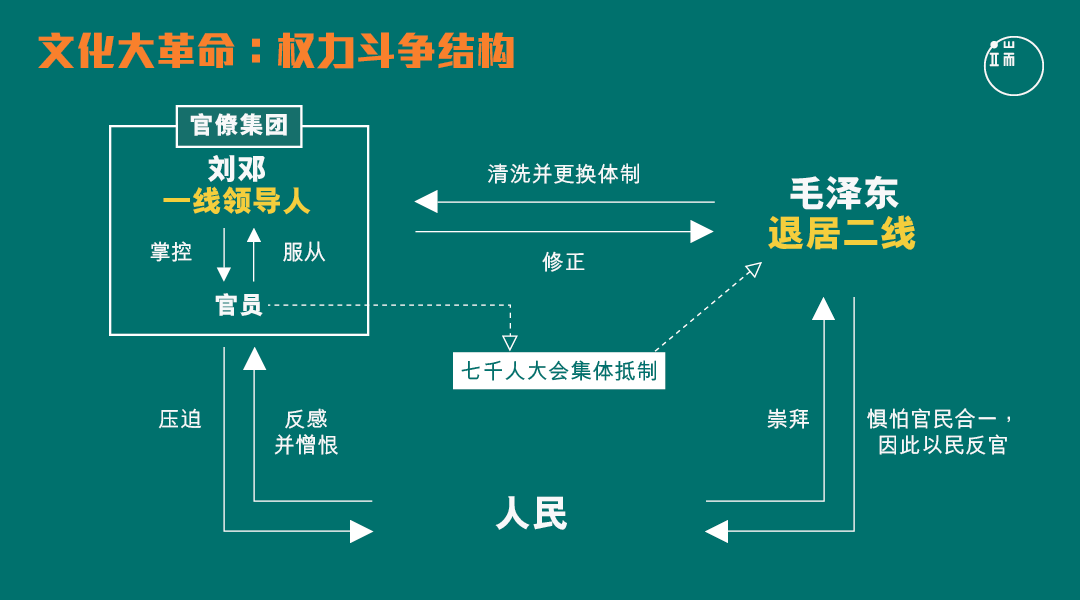 文化大革命：权力斗争结构
端
官僚集团
刘邓
一线领导人
掌控
服从
官员
清洗并更换体制
修正
毛泽东
退居二线
七千人大会集体抵制
压迫
反感
并憎恨
崇拜
惧怕官民合一，
因此以民反官
人民